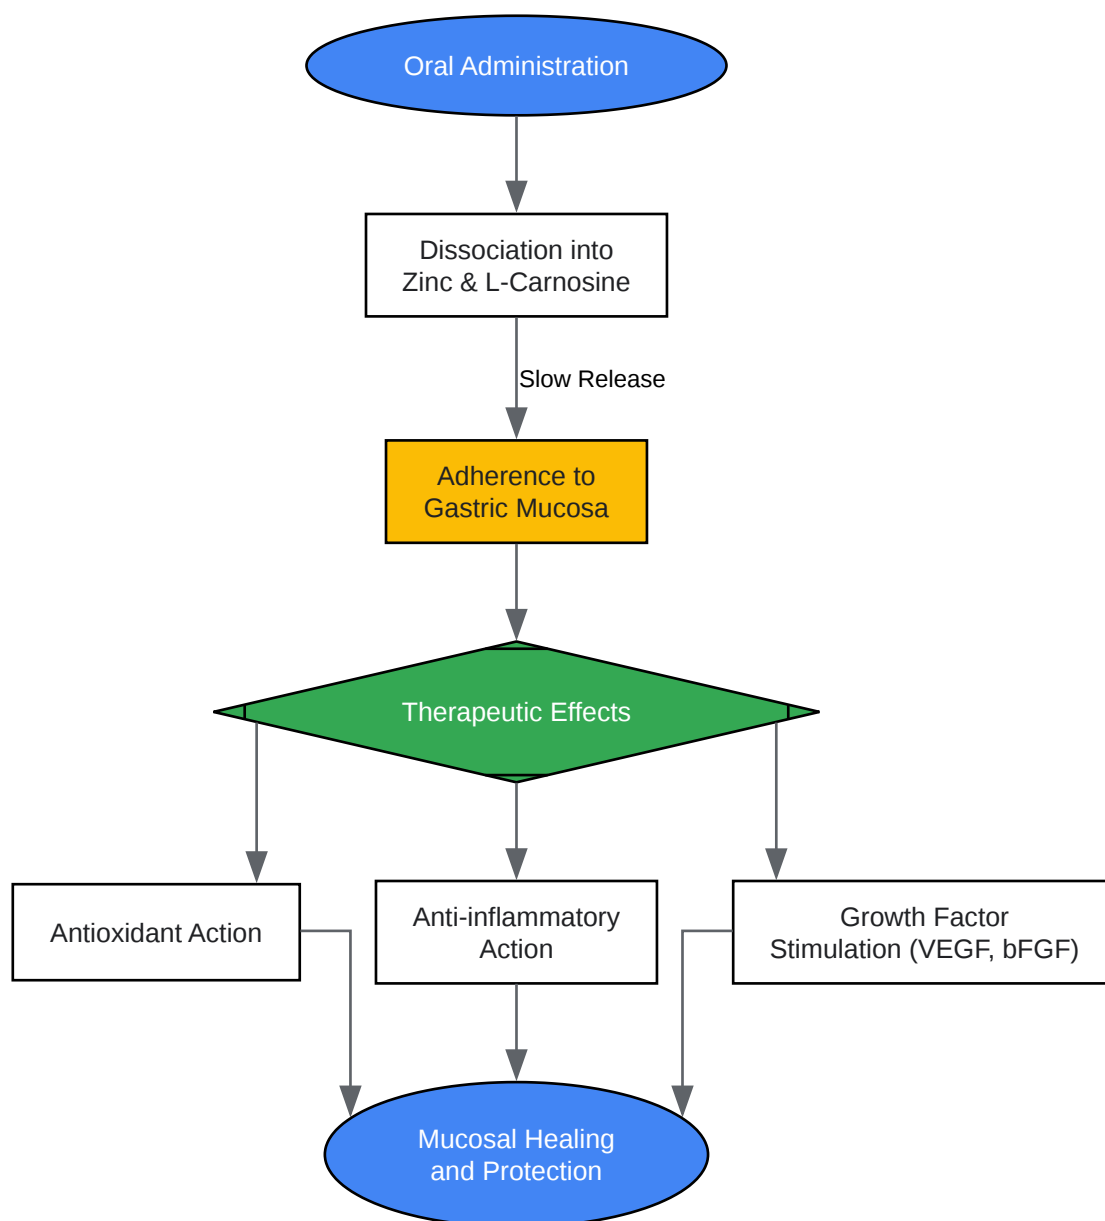 Oral Administration
Dissociation into
Zinc & L-Carnosine
Slow Release
Adherence to
Gastric Mucosa
Therapeutic Effects
Antioxidant Action
Anti-inflammatory
Action
Growth Factor
Stimulation (VEGF, bFGF)
Mucosal Healing
and Protection